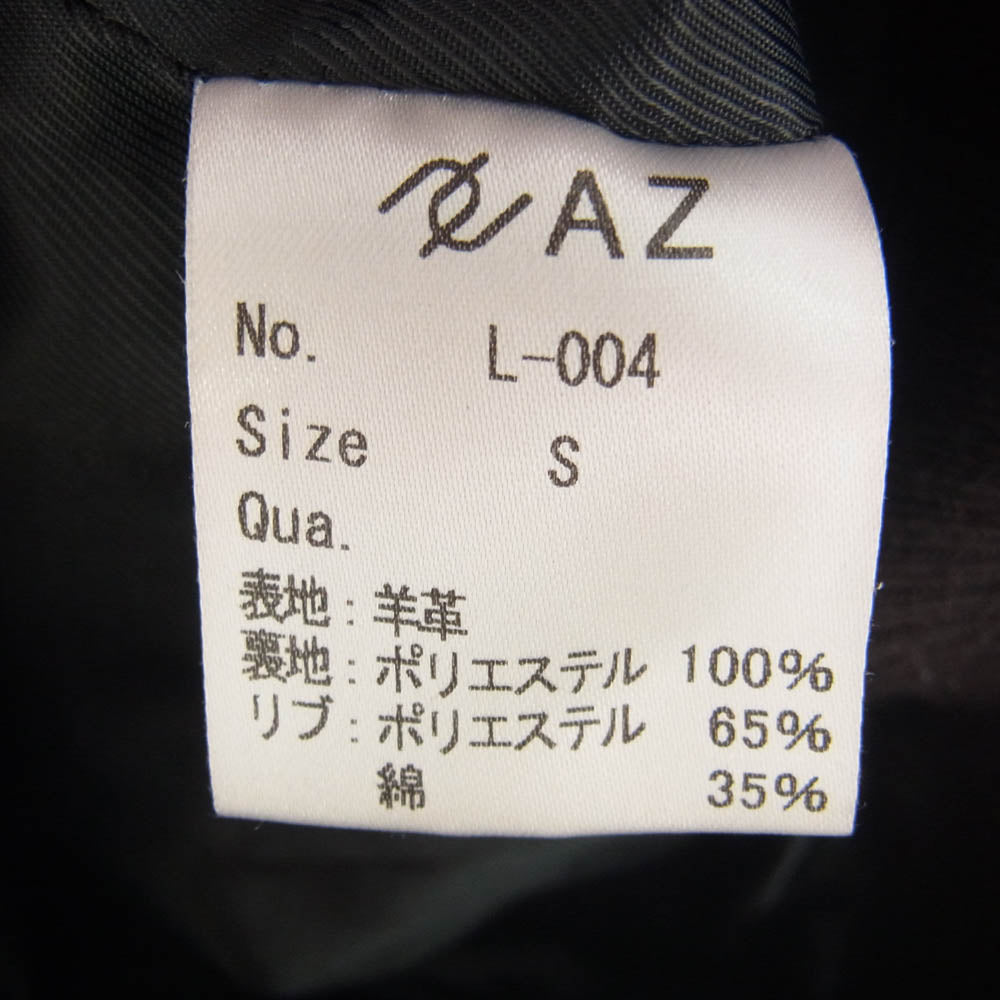 AZ
No. L-004
Size S
Qua.
表地：羊革
裏地：ポリエステル 100%
リブ：ポリエステル 65%
綿 35%